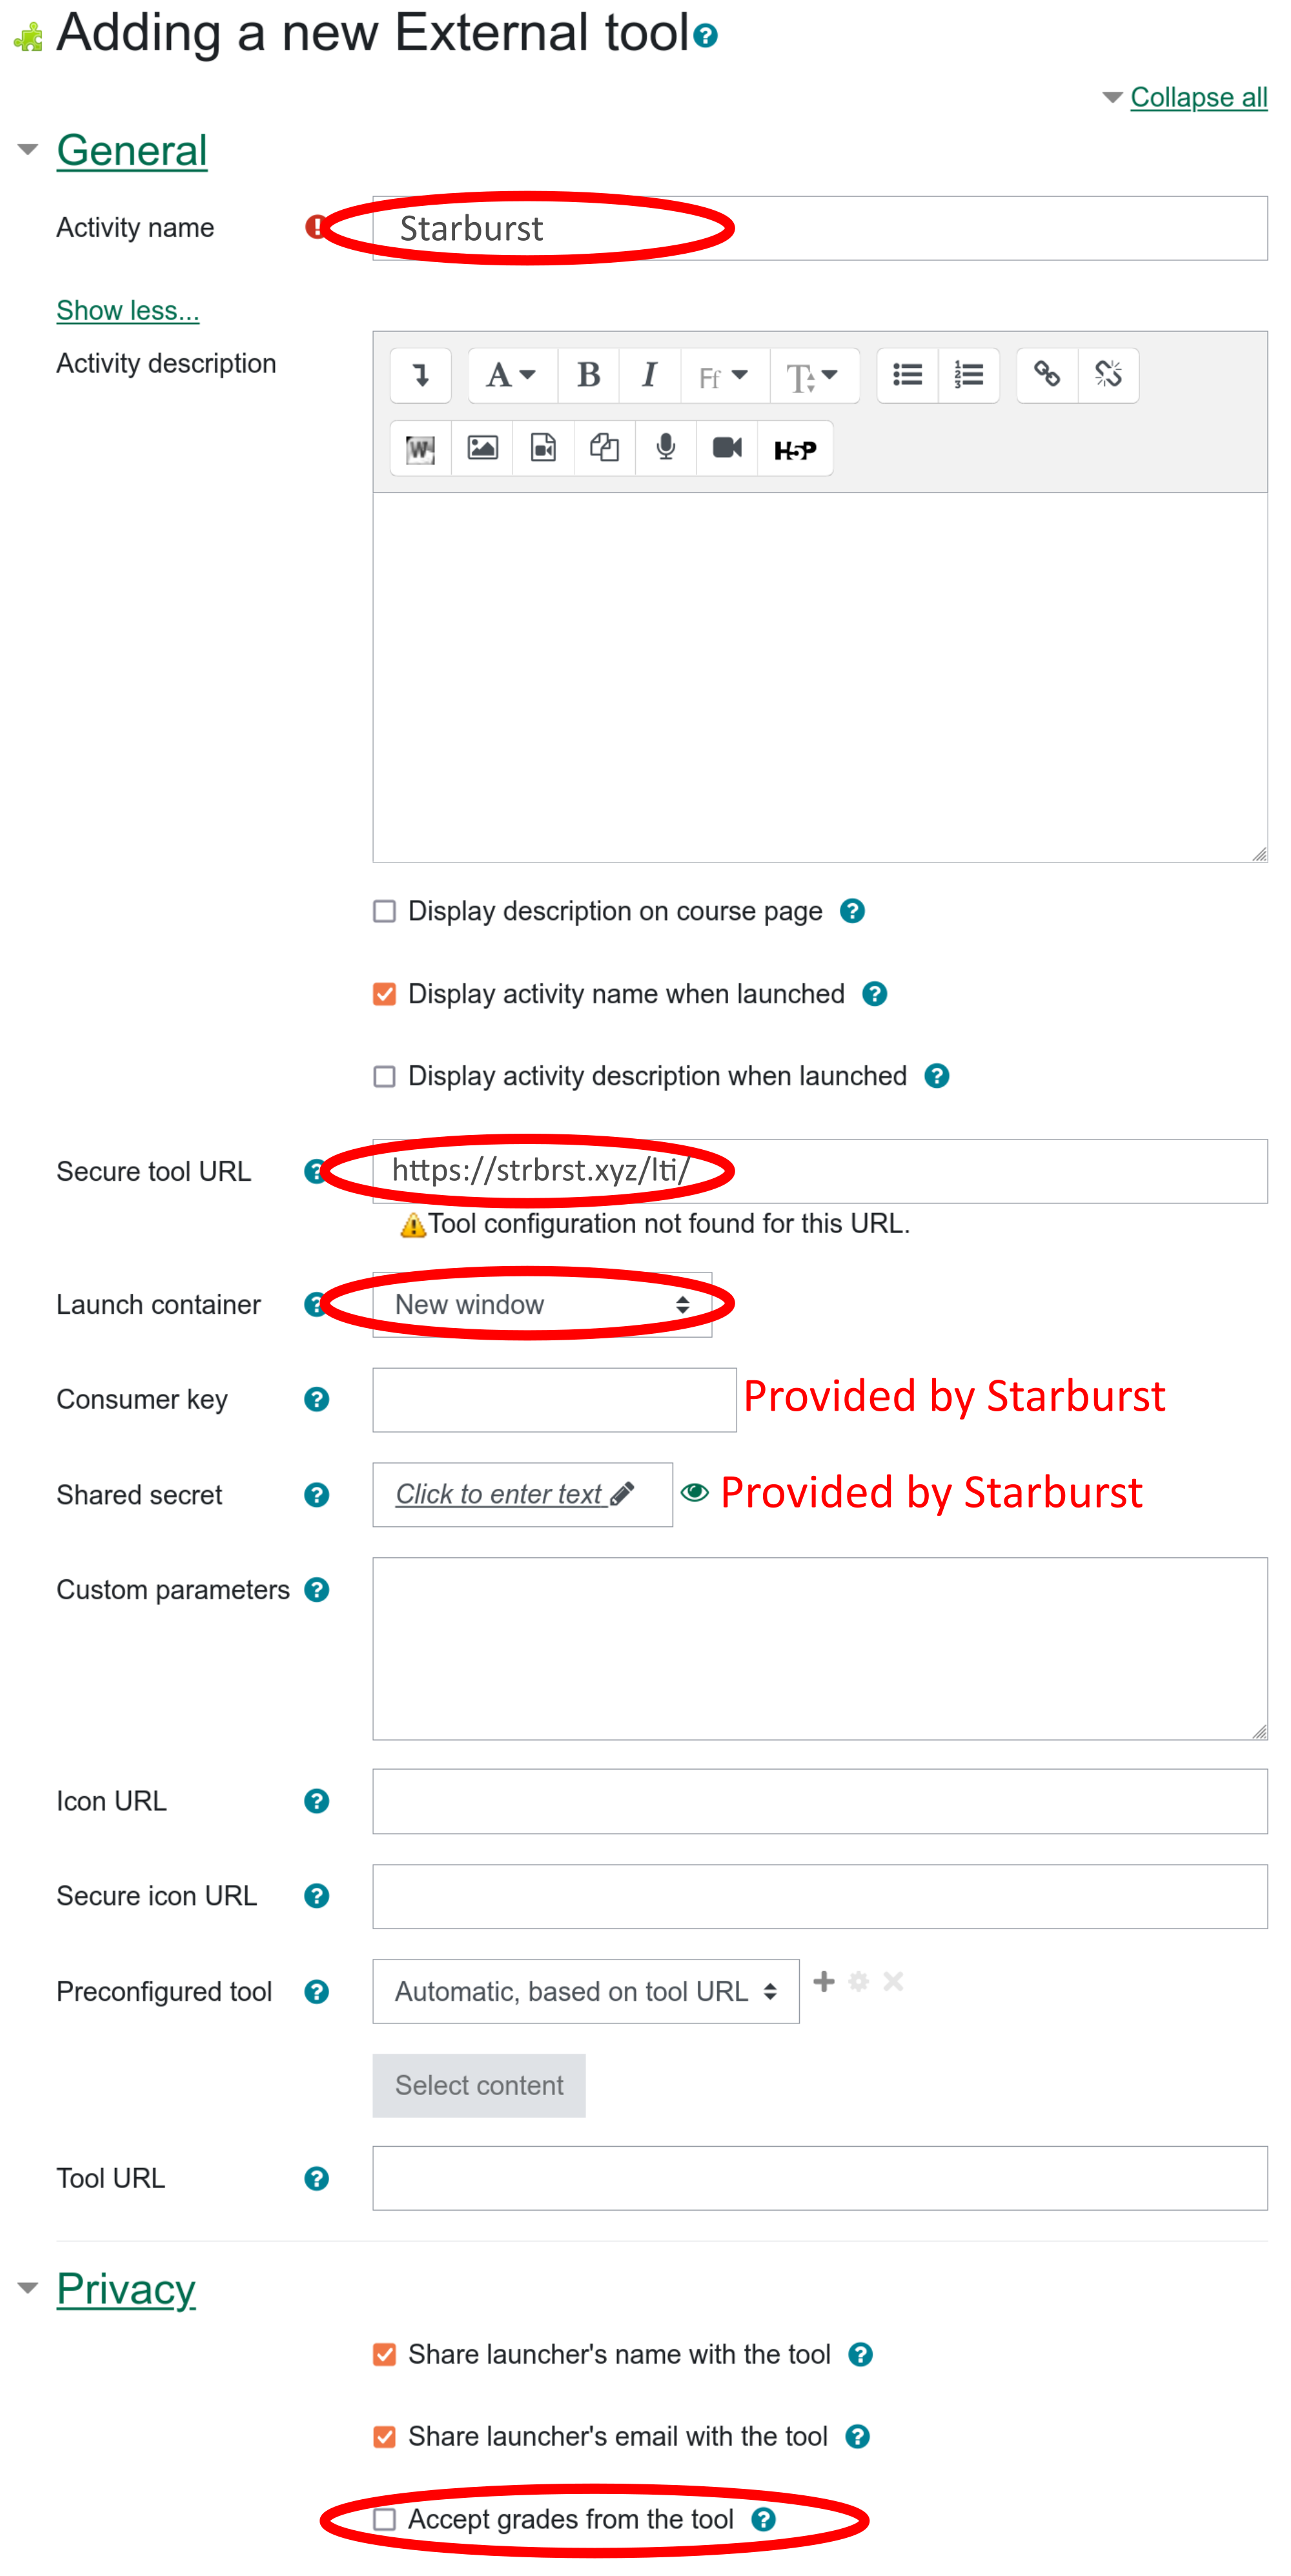 Adding a new External tool
Collapse all
General
Activity name
Starburst
Show less...
Activity description
A B I Ff T
W H5P
Display description on course page
Display activity name when launched
Display activity description when launched
Secure tool URL
https://strbrst.xyz/lti/
Tool configuration not found for this URL.
Launch container
New window
Consumer key
Provided by Starburst
Shared secret
Click to enter text
Provided by Starburst
Custom parameters
Icon URL
Secure icon URL
Preconfigured tool
Automatic, based on tool URL
Select content
Tool URL
Privacy
Share launcher's name with the tool
Share launcher's email with the tool
Accept grades from the tool